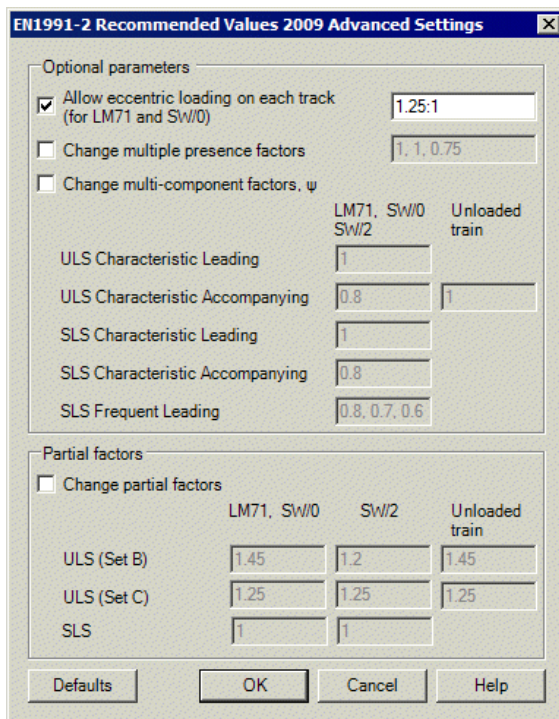 EN1991-2 Recommended Values 2009 Advanced Settings
Optional parameters
Allow eccentric loading on each track
(for LM71 and SW/0)
1.25:1
Change multiple presence factors
1, 1, 0.75
Change multi-component factors, ψ
LM71, SW/0
SW/2
Unloaded
train
ULS Characteristic Leading
1
ULS Characteristic Accompanying
0.8
1
SLS Characteristic Leading
1
SLS Characteristic Accompanying
0.8
SLS Frequent Leading
0.8, 0.7, 0.6
Partial factors
Change partial factors
LM71, SW/0
SW/2
Unloaded
train
ULS (Set B)
1.45
1.2
1.45
ULS (Set C)
1.25
1.25
1.25
SLS
1
1
Defaults
OK
Cancel
Help